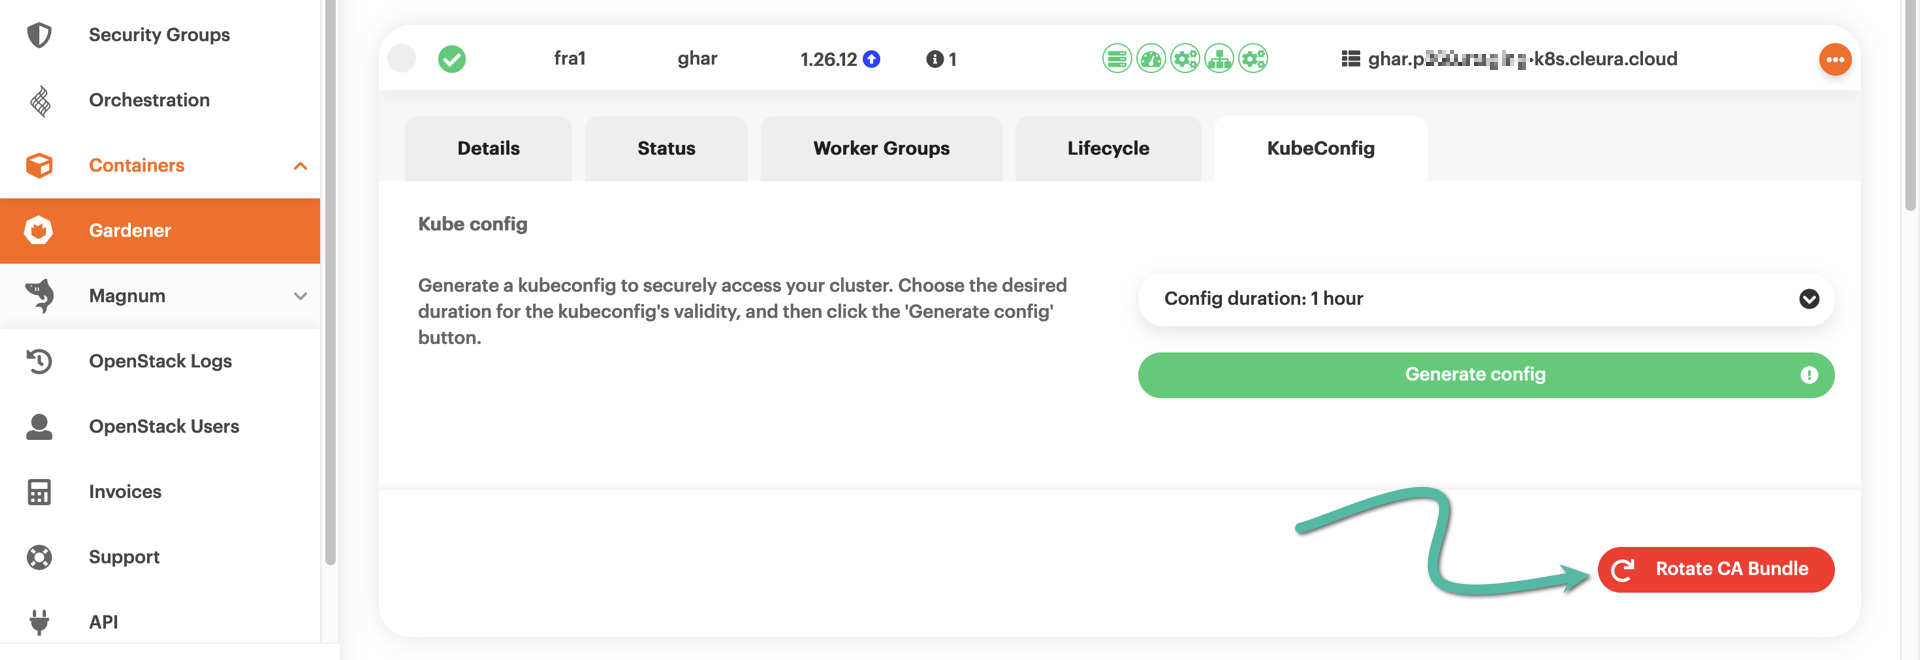 Security Groups
Orchestration
Containers
Gardener
Magnum
OpenStack Logs
OpenStack Users
Invoices
Support
API
fra1 ghar 1.26.12 1 ghar.p -k8s.cleura.cloud
Details Status Worker Groups Lifecycle KubeConfig
Kube config
Generate a kubeconfig to securely access your cluster. Choose the desired
duration for the kubeconfig's validity, and then click the 'Generate config'
button.
Config duration: 1 hour
Generate config
Rotate CA Bundle